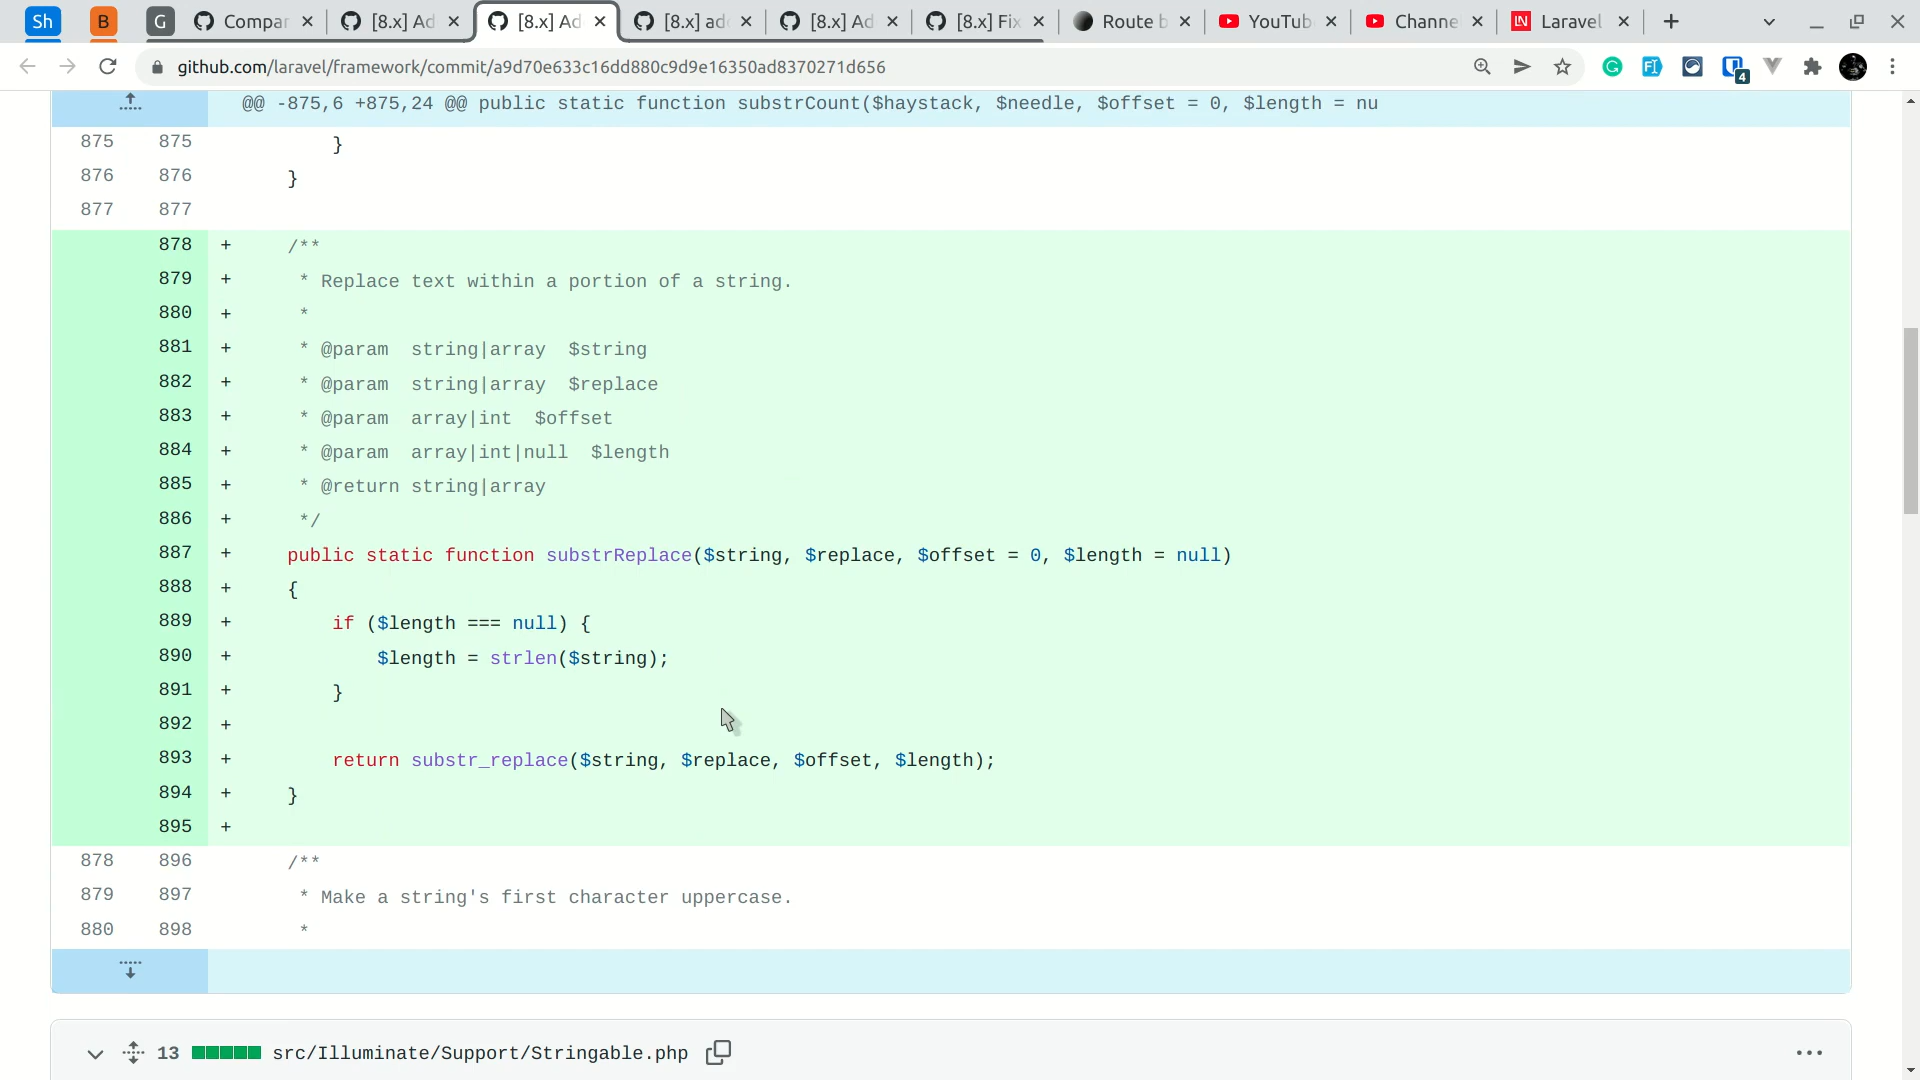 Sh B G Compar [8.x] Ad [8.x] Ad [8.x] ad [8.x] Ad [8.x] Fix Route b YouTub Channe LN Laravel
github.com/laravel/framework/commit/a9d70e633c16dd880c9d9e16350ad8370271d656 4
@@ -875,6 +875,24 @@ public static function substrCount($haystack, $needle, $offset = 0, $length = nu
875 875 }
876 876 }
877 877
878 + /**
879 + * Replace text within a portion of a string.
880 + *
881 + * @param string|array $string
882 + * @param string|array $replace
883 + * @param array|int $offset
884 + * @param array|int|null $length
885 + * @return string|array
886 + */
887 + public static function substrReplace($string, $replace, $offset = 0, $length = null)
888 + {
889 + if ($length === null) {
890 + $length = strlen($string);
891 + }
892 +
893 + return substr_replace($string, $replace, $offset, $length);
894 + }
895 +
878 896 /**
879 897 * Make a string's first character uppercase.
880 898 *
13 src/Illuminate/Support/Stringable.php